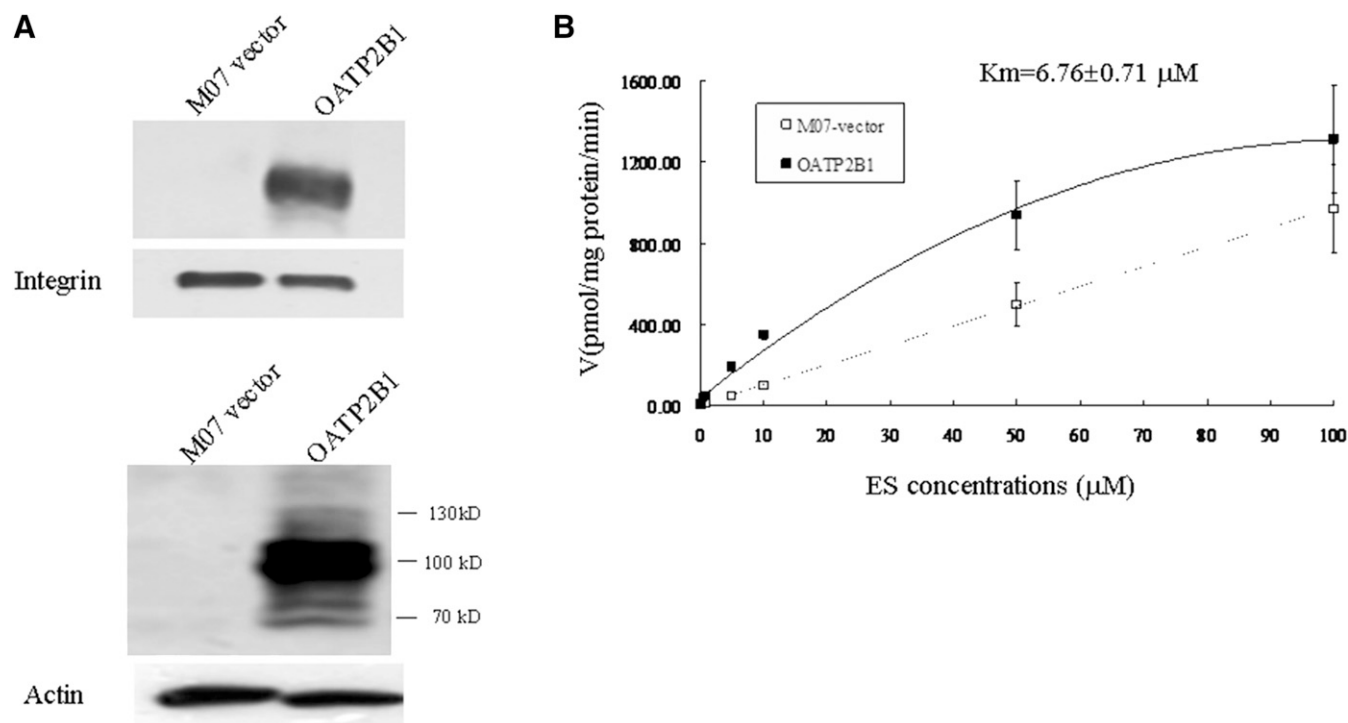 A
M07 vector
OATP2B1
Integrin
M07 vector
OATP2B1
130kD
100 kD
70 kD
Actin
B
Km=6.76±0.71 μM
1600.00
1200.00
800.00
400.00
0.00
V(pmol/mg protein/min)
M07-vector
OATP2B1
0 10 20 30 40 50 60 70 80 90 100
ES concentrations (μM)